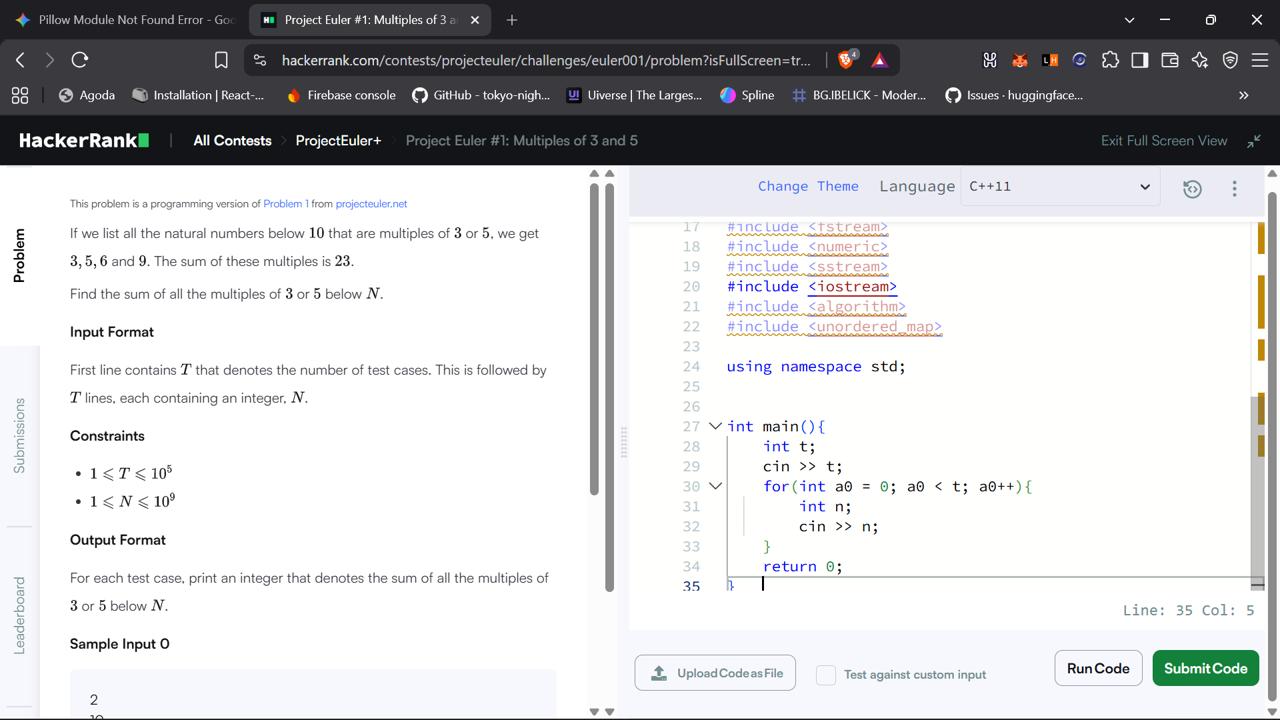 Pillow Module Not Found Error - Goo
Project Euler #1: Multiples of 3 a
hackerrank.com/contests/projecteuler/challenges/euler001/problem?isFullScreen=tr...
4
Agoda
Installation | React-...
Firebase console
GitHub - tokyo-nigh...
Uiverse | The Larges...
Spline
BG.IBELICK - Moder...
Issues · huggingface...
HackerRank
All Contests
ProjectEuler+
Project Euler #1: Multiples of 3 and 5
Exit Full Screen View
Problem
Submissions
Leaderboard
This problem is a programming version of Problem 1 from projecteuler.net
If we list all the natural numbers below 10 that are multiples of 3 or 5, we get
3, 5, 6 and 9. The sum of these multiples is 23.
Find the sum of all the multiples of 3 or 5 below N.
Input Format
First line contains T that denotes the number of test cases. This is followed by
T lines, each containing an integer, N.
Constraints
• 1 ⩽ T ⩽ 10⁵
• 1 ⩽ N ⩽ 10⁹
Output Format
For each test case, print an integer that denotes the sum of all the multiples of
3 or 5 below N.
Sample Input 0
2
10
Change Theme
Language
C++11
17 #include <fstream>
18 #include <numeric>
19 #include <sstream>
20 #include <iostream>
21 #include <algorithm>
22 #include <unordered_map>
23
24 using namespace std;
25
26
27 int main(){
28     int t;
29     cin >> t;
30     for(int a0 = 0; a0 < t; a0++){
31         int n;
32         cin >> n;
33     }
34     return 0;
35 }
Line: 35 Col: 5
Upload Code as File
Test against custom input
Run Code
Submit Code